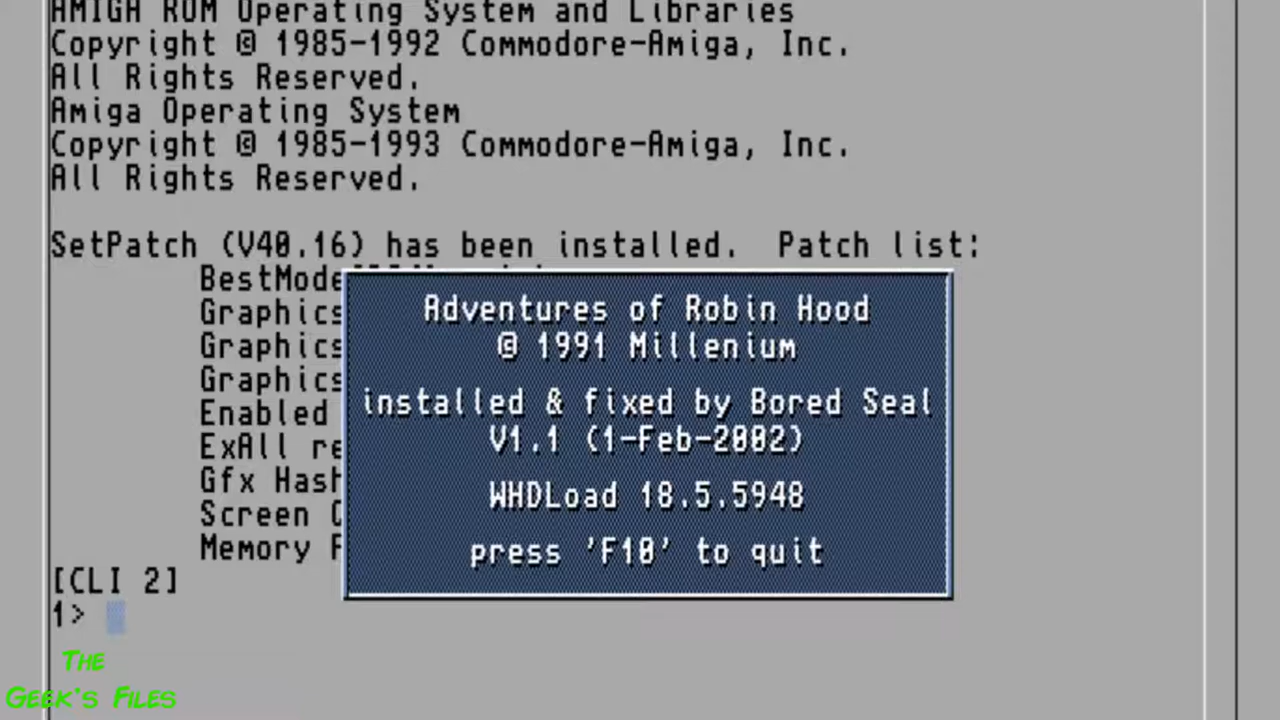 AMIGA ROM Operating System and Libraries
Copyright © 1985-1992 Commodore-Amiga, Inc.
All Rights Reserved.
Amiga Operating System
Copyright © 1985-1993 Commodore-Amiga, Inc.
All Rights Reserved.
SetPatch (V40.16) has been installed.  Patch list:
BestMode
Graphics
Graphics
Graphics
Enabled
ExAll
Gfx
Screen
Memory
Adventures of Robin Hood
© 1991 Millenium
installed & fixed by Bored Seal
V1.1 (1-Feb-2002)
WHDLoad 18.5.5948
press 'F10' to quit
[CLI 2]
1>
The
Geek's Files